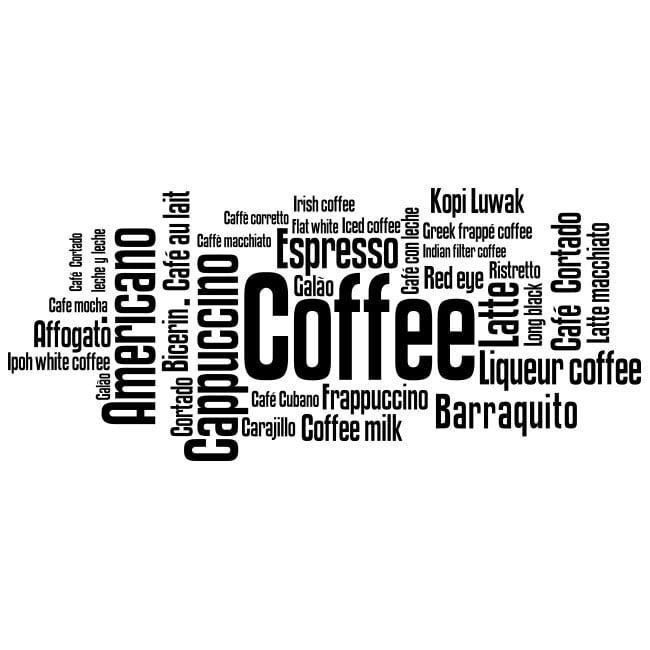 Café Cortado
leche y leche
Cafe mocha
Affogato
Ipoh white coffee
Galão
Americano
Café au lait
Bicerin.
Cortado
Caffè corretto
Caffè macchiato
Cappuccino
Irish coffee
Flat white
Iced coffee
Espresso
Galão
Coffee
Café con leche
Kopi Luwak
Greek frappé coffee
Indian filter coffee
Red eye
Ristretto
Latte
Long black
Café Cortado
Latte macchiato
Liqueur coffee
Café Cubano
Frappuccino
Carajillo
Coffee milk
Barraquito